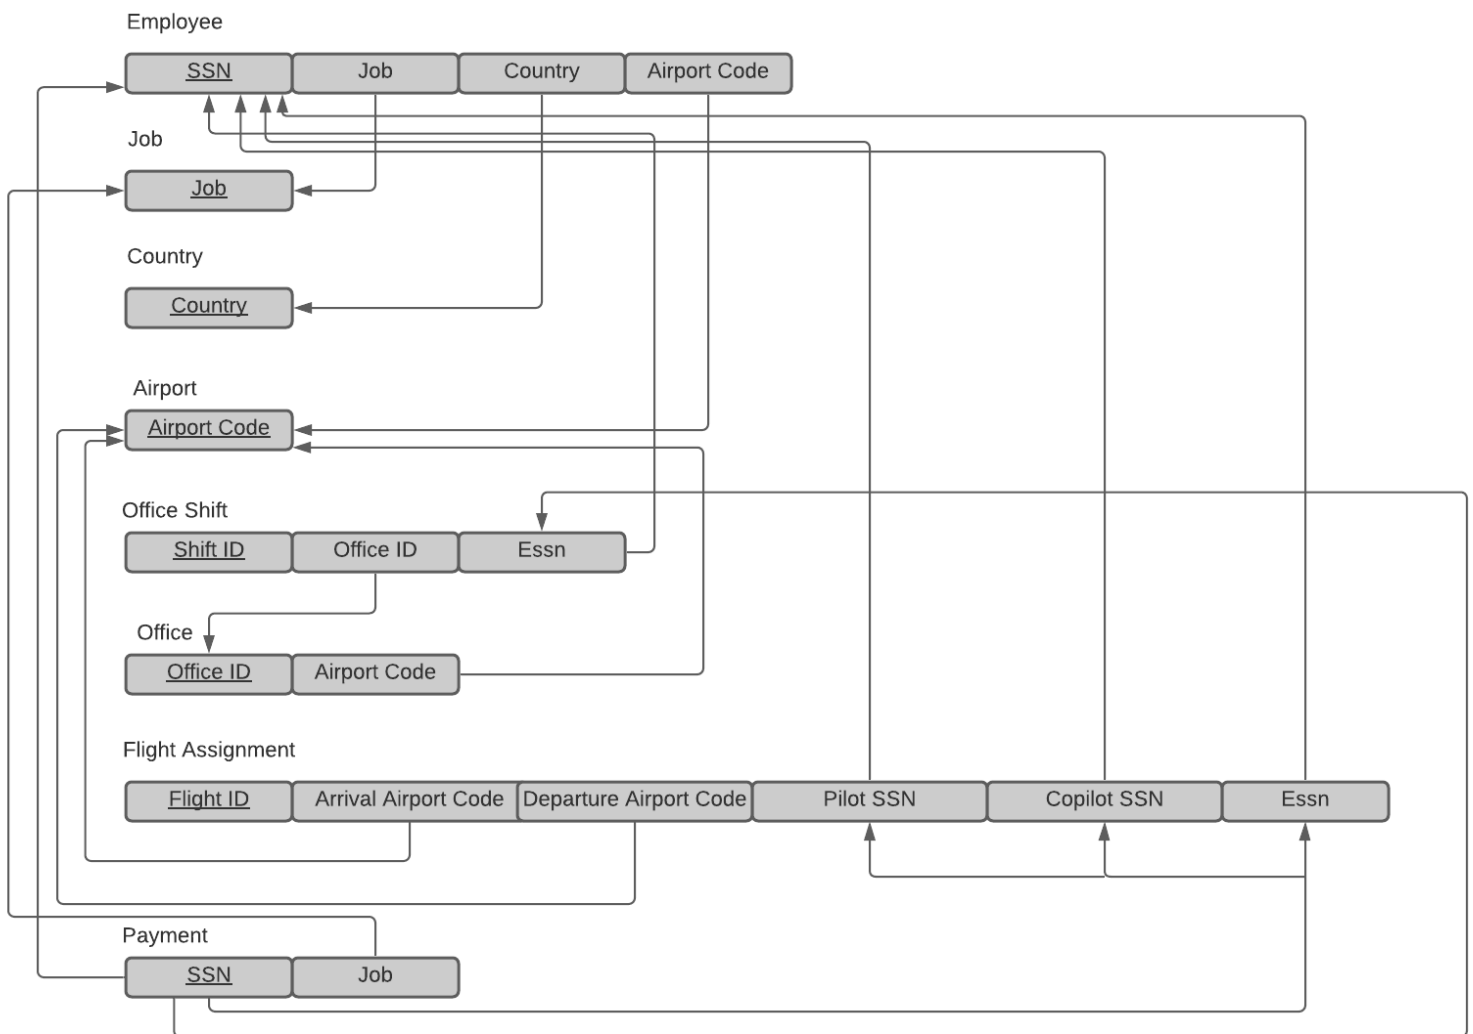 Employee
SSN Job Country Airport Code
Job
Job
Country
Country
Airport
Airport Code
Office Shift
Shift ID Office ID Essn
Office
Office ID Airport Code
Flight Assignment
Flight ID Arrival Airport Code Departure Airport Code Pilot SSN Copilot SSN Essn
Payment
SSN Job